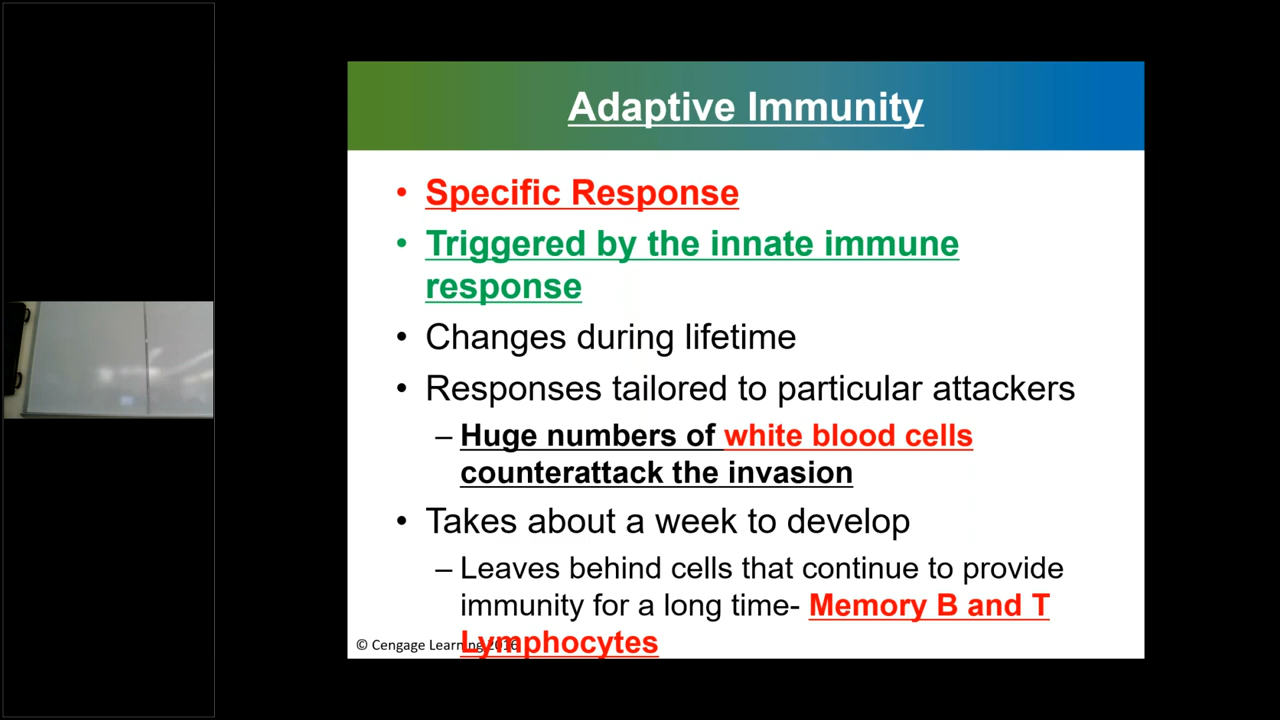 Adaptive Immunity
• Specific Response
• Triggered by the innate immune
response
• Changes during lifetime
• Responses tailored to particular attackers
– Huge numbers of white blood cells
counterattack the invasion
• Takes about a week to develop
– Leaves behind cells that continue to provide
immunity for a long time- Memory B and T
Lymphocytes
© Cengage Learning 2016